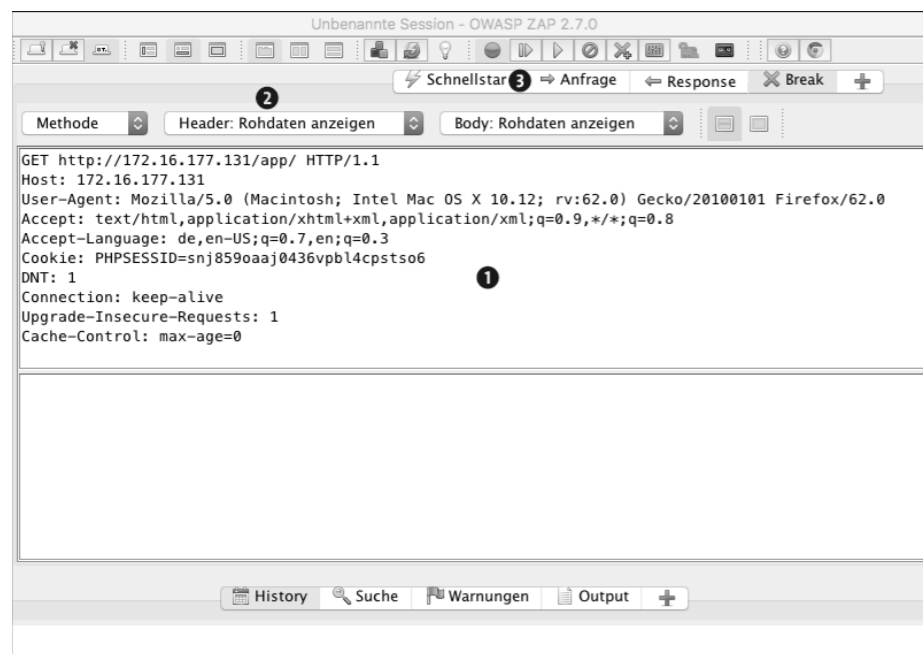 Unbenannte Session - OWASP ZAP 2.7.0
Schnellstar ❸ Anfrage Response Break
❷
Methode Header: Rohdaten anzeigen Body: Rohdaten anzeigen
GET http://172.16.177.131/app/ HTTP/1.1
Host: 172.16.177.131
User-Agent: Mozilla/5.0 (Macintosh; Intel Mac OS X 10.12; rv:62.0) Gecko/20100101 Firefox/62.0
Accept: text/html,application/xhtml+xml,application/xml;q=0.9,*/*;q=0.8
Accept-Language: de,en-US;q=0.7,en;q=0.3
Cookie: PHPSESSID=snj859oaaj0436vpbl4cpstso6
DNT: 1
❶
Connection: keep-alive
Upgrade-Insecure-Requests: 1
Cache-Control: max-age=0
History Suche Warnungen Output